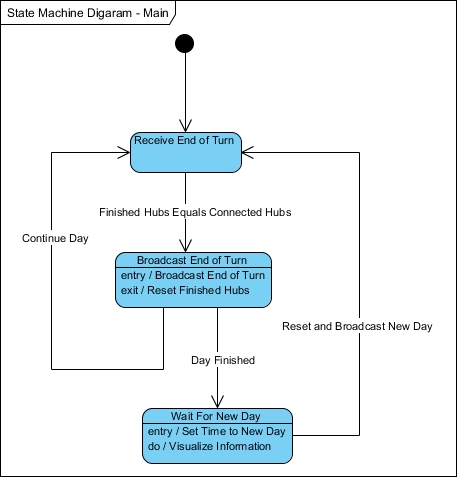 State Machine Digaram - Main
Receive End of Turn
Finished Hubs Equals Connected Hubs
Continue Day
Broadcast End of Turn
entry / Broadcast End of Turn
exit / Reset Finished Hubs
Reset and Broadcast New Day
Day Finished
Wait For New Day
entry / Set Time to New Day
do / Visualize Information